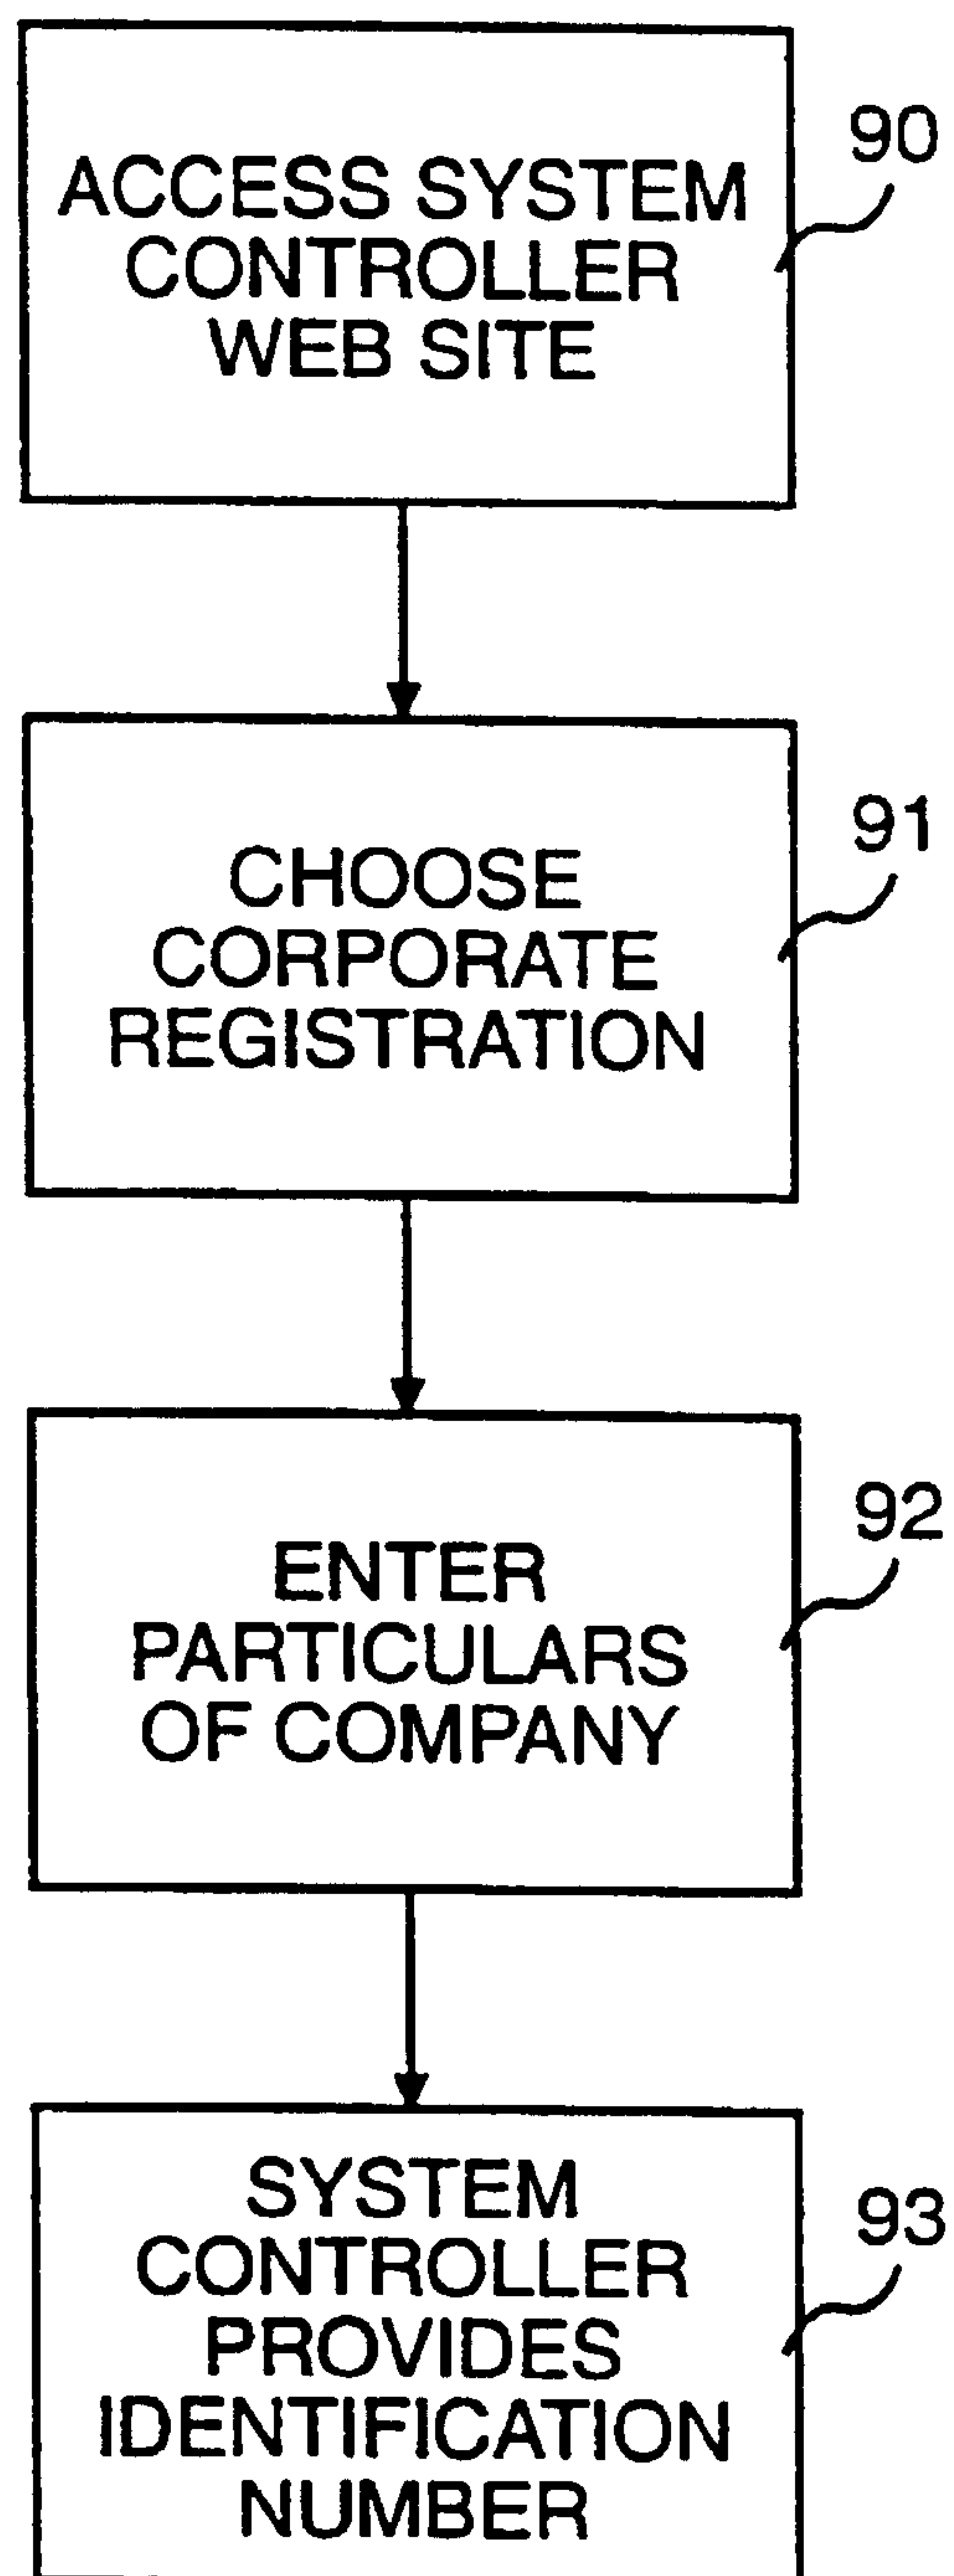 ACCESS SYSTEM
CONTROLLER
WEB SITE
90
CHOOSE
CORPORATE
REGISTRATION
91
ENTER
PARTICULARS
OF COMPANY
92
SYSTEM
CONTROLLER
PROVIDES
IDENTIFICATION
NUMBER
93